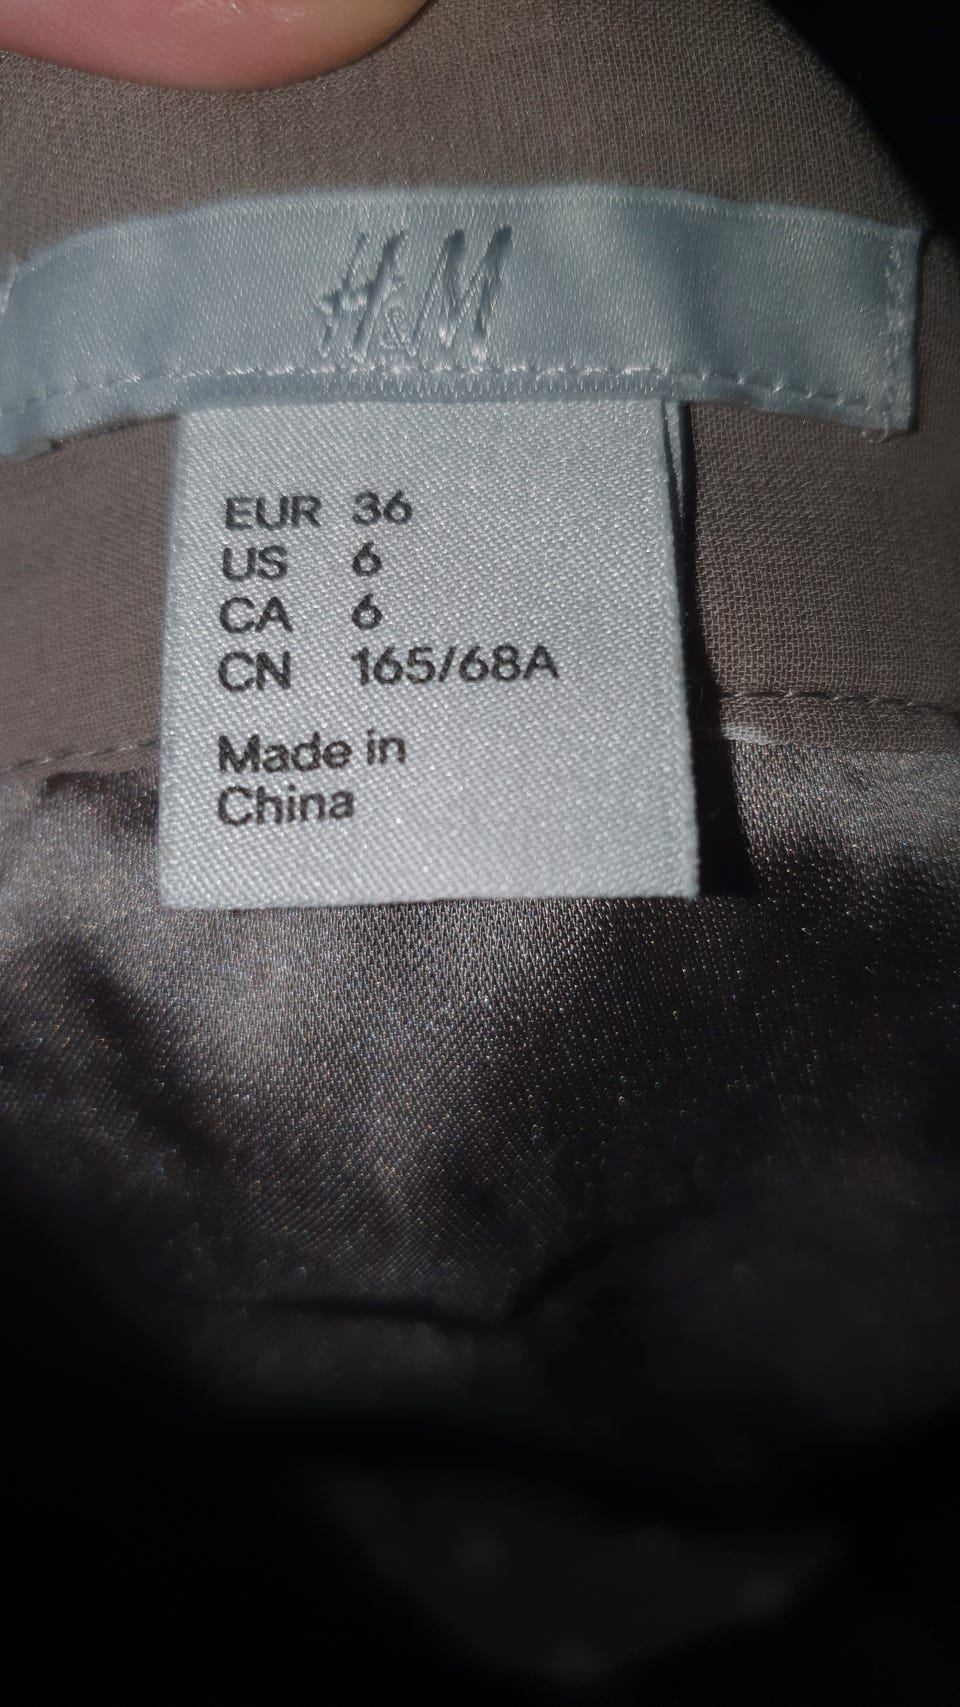 H&M
EUR 36
US 6
CA 6
CN 165/68A
Made in
China